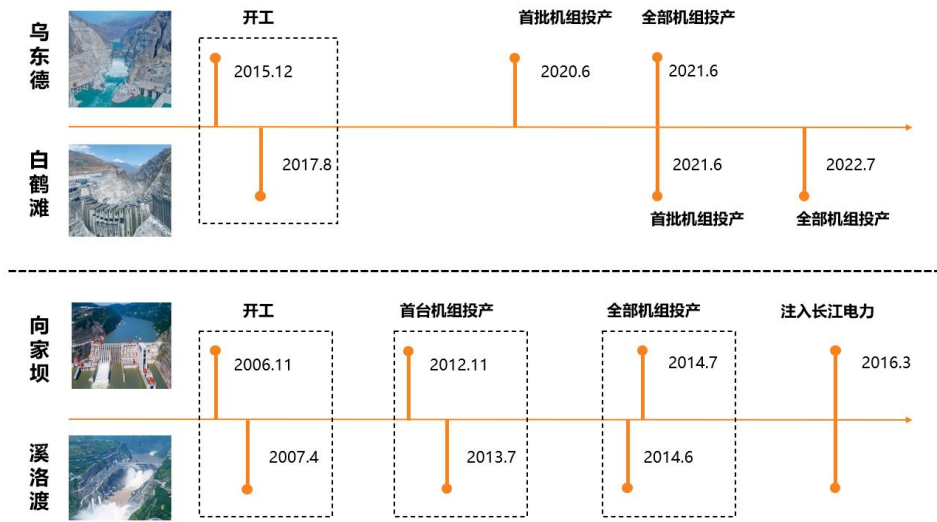 乌东德
开工
首批机组投产
全部机组投产
2015.12
2020.6
2021.6
白鹤滩
2017.8
2021.6
2022.7
首批机组投产
全部机组投产
向家坝
开工
首台机组投产
全部机组投产
注入长江电力
2006.11
2012.11
2014.7
2016.3
溪洛渡
2007.4
2013.7
2014.6